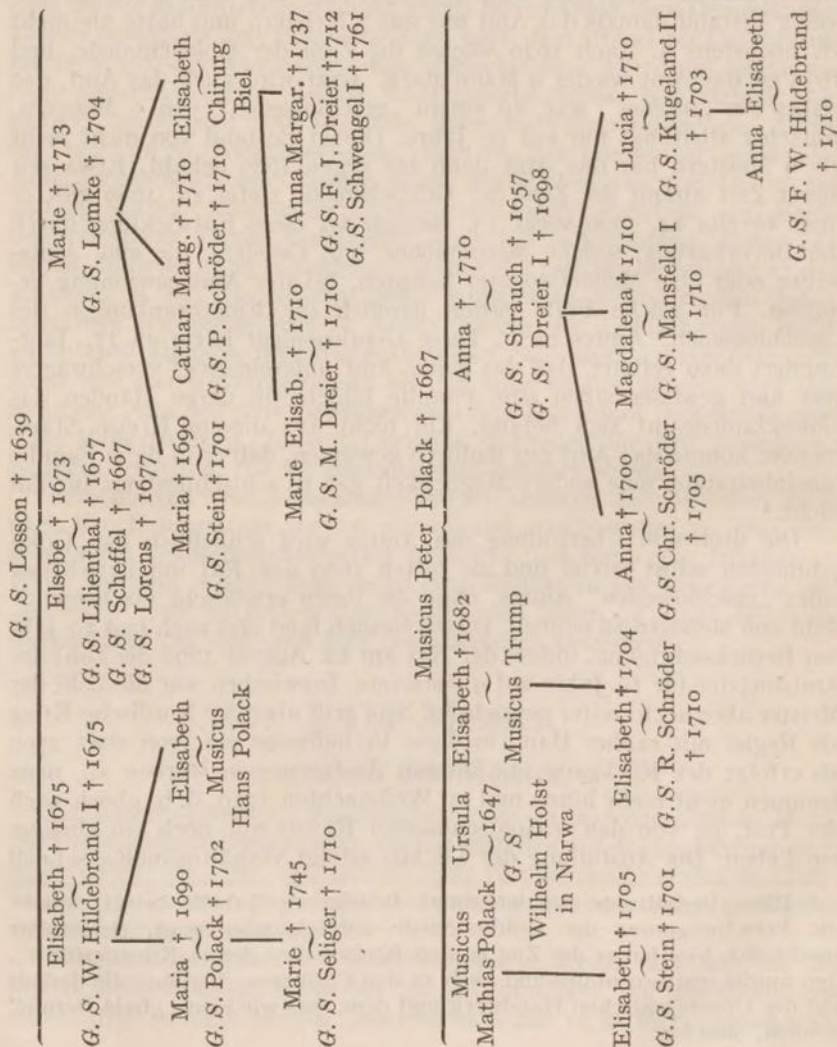 G. S. Losson † 1639
Elisabeth † 1675 Elsebe † 1673 Marie † 1713
G. S. W. Hildebrand I † 1675 G. S. Lilienthal † 1657 G. S. Lemke † 1704
G. S. Scheffel † 1667
G. S. Lorens † 1677
Maria † 1690 Elisabeth Maria † 1690 Cathar. Marg. † 1710 Elisabeth
G. S. Polack † 1702 Musicus G. S. Stein † 1701 G. S. P. Schröder † 1710 Chirurg
Hans Polack Biel
Marie † 1745 Marie Elisab. † 1710 Anna Margar. † 1737
G. S. Seliger † 1710 G. S. M. Dreier † 1710 G. S. F. J. Dreier † 1712
G. S. Schwengel I † 1761
Musicus Peter Polack † 1667
Musicus Ursula Elisabeth † 1682 Anna † 1710
Mathias Polack ~ 1647
G. S. Musicus Trump G. S. Strauch † 1657
Wilhelm Holst G. S. Dreier I † 1698
in Narwa
Elisabeth † 1705 Elisabeth † 1704 Anna † 1700 Magdalena † 1710 Lucia † 1710
G. S. Stein † 1701 G. S. R. Schröder G. S. Chr. Schröder G. S. Mansfeld I G. S. Kugeland II
† 1710 † 1705 † 1710 † 1703
Anna Elisabeth
G. S. F. W. Hildebrand
† 1710